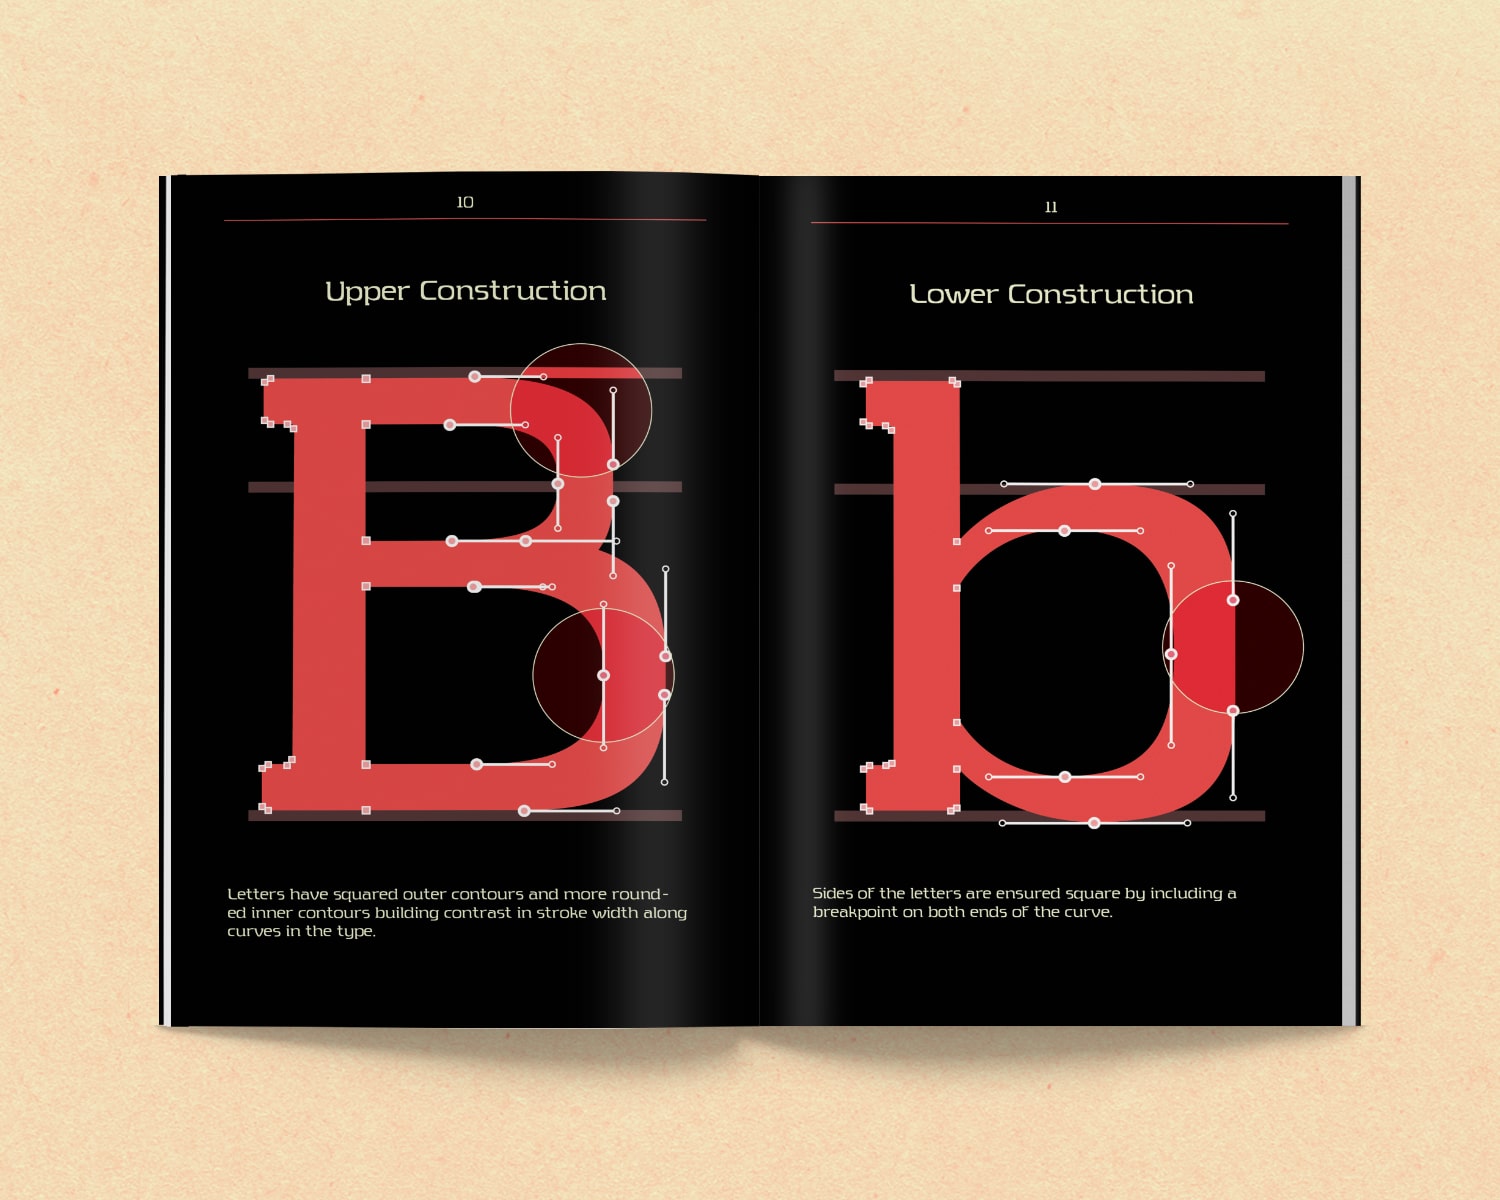 10
Upper Construction
B
Letters have squared outer contours and more round-
ed inner contours building contrast in stroke width along
curves in the type.
11
Lower Construction
b
Sides of the letters are ensured square by including a
breakpoint on both ends of the curve.